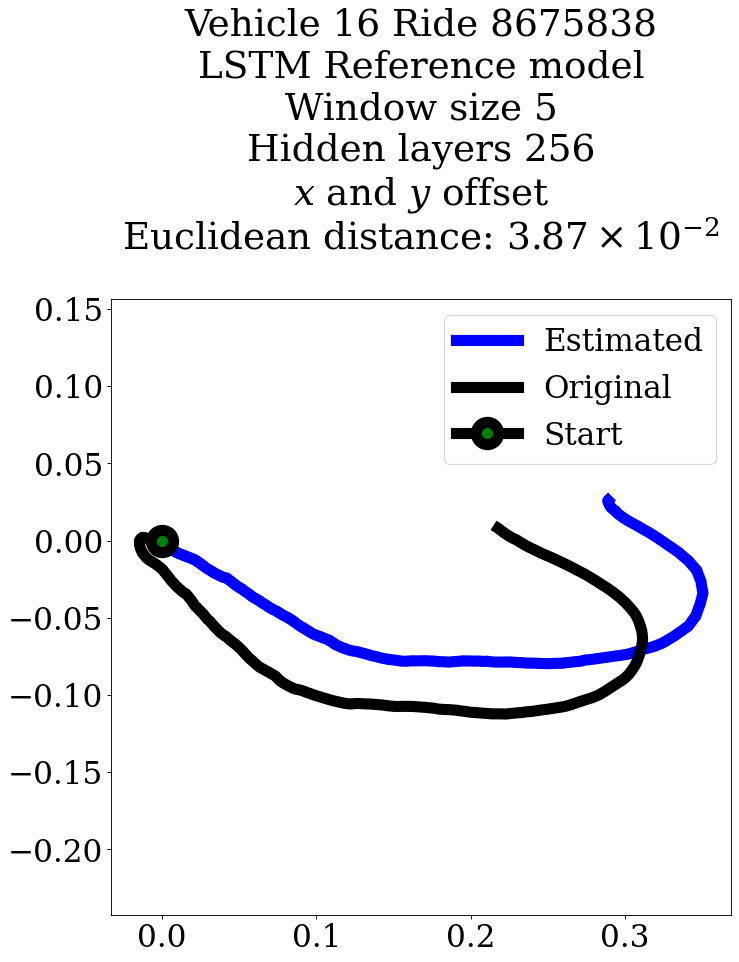 Vehicle 16 Ride 8675838
LSTM Reference model
Window size 5
Hidden layers 256
x and y offset
Euclidean distance: 3.87 × 10⁻²
Estimated
Original
Start
0.15
0.10
0.05
0.00
−0.05
−0.10
−0.15
−0.20
0.0 0.1 0.2 0.3